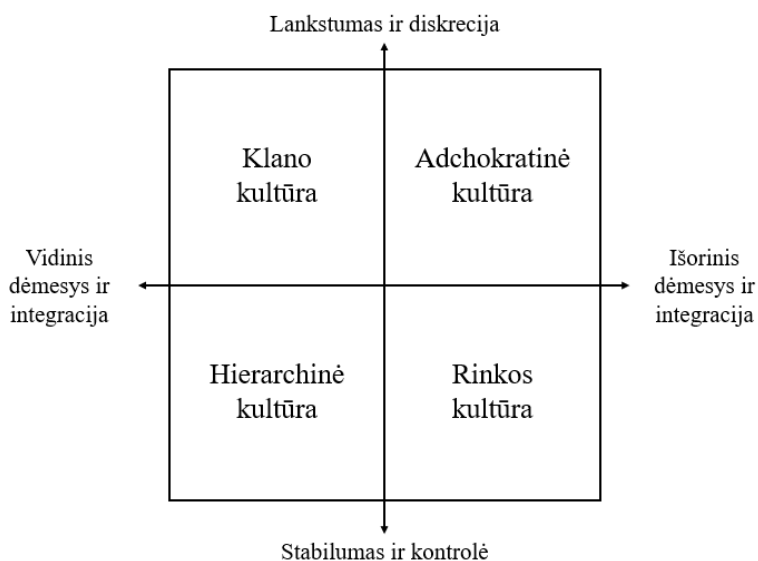 Lankstumas ir diskrecija
Klano
kultūra
Adchokratinė
kultūra
Vidinis
dėmesys ir
integracija
Išorinis
dėmesys ir
integracija
Hierarchinė
kultūra
Rinkos
kultūra
Stabilumas ir kontrolė